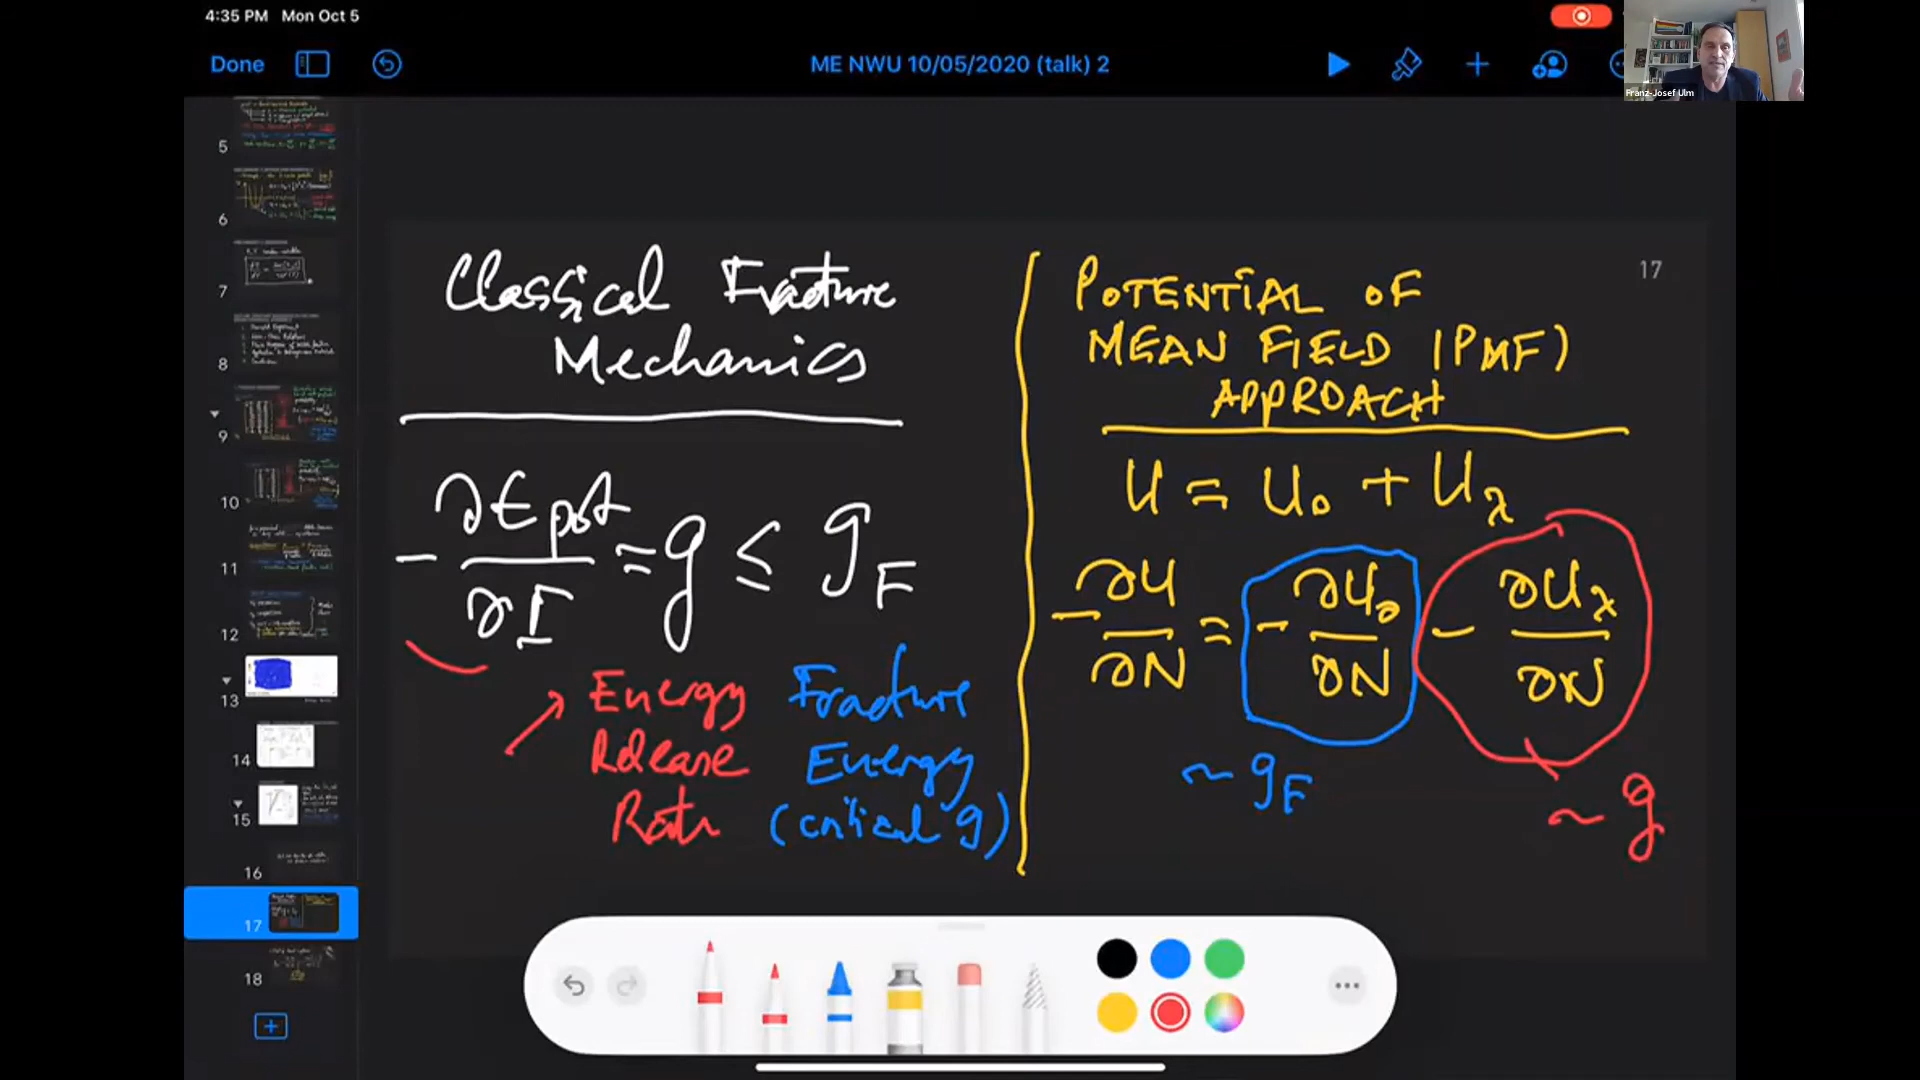 4:35 PM Mon Oct 5
Done
ME NWU 10/05/2020 (talk) 2
Franz-Josef Ulm
5
6
7
8
9
10
11
12
13
14
15
16
17
18
17
Classical Fracture
Mechanics
-∂Epot/∂Γ = g ≤ gF
Energy
Release
Rate
Fracture
Energy
(critical g)
POTENTIAL OF
MEAN FIELD (PMF)
APPROACH
U = U₀ + Uλ
-∂U/∂N = -∂U₀/∂N - ∂Uλ/∂N
~ gF
~ g